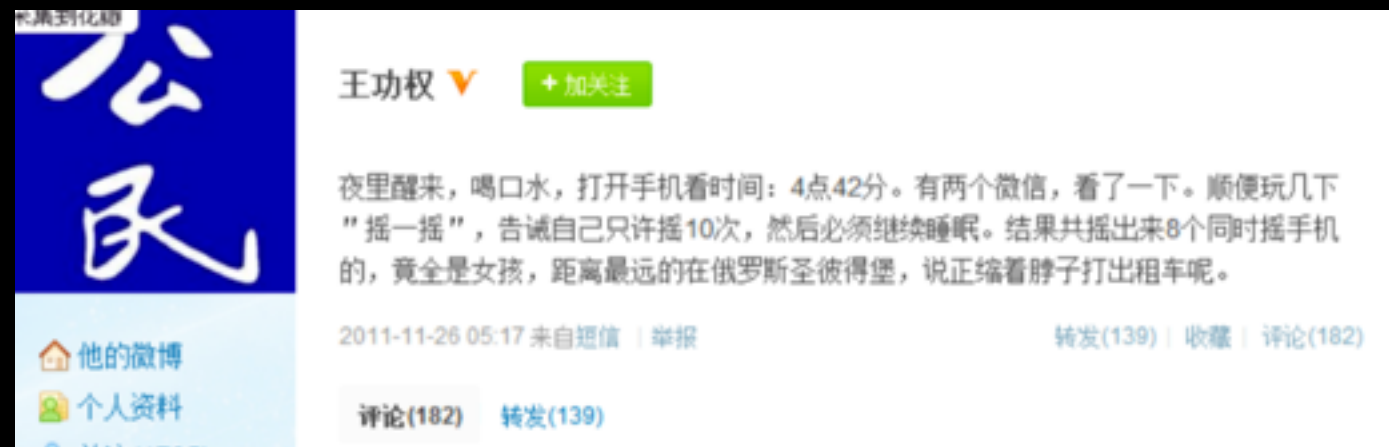 采集到花瓣
公
民
王功权
+加关注
夜里醒来，喝口水，打开手机看时间：4点42分。有两个微信，看了一下。顺便玩几下
"摇一摇"，告诫自己只许摇10次，然后必须继续睡眠。结果共摇出来8个同时摇手机
的，竟全是女孩，距离最远的在俄罗斯圣彼得堡，说正缩着脖子打出租车呢。
2011-11-26 05:17 来自短信 | 举报
转发(139) | 收藏 | 评论(182)
他的微博
个人资料
评论(182) 转发(139)